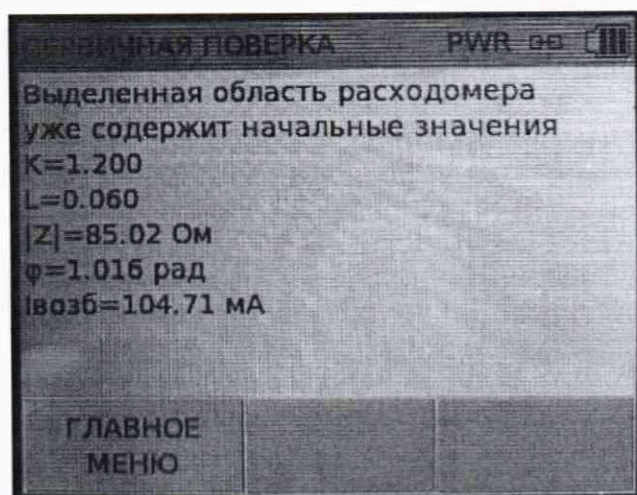 ПЕРВИЧНАЯ ПОВЕРКА PWR
Выделенная область расходомера
уже содержит начальные значения
K=1.200
L=0.060
|Z|=85.02 Ом
φ=1.016 рад
Iвозб=104.71 мА
ГЛАВНОЕ
МЕНЮ